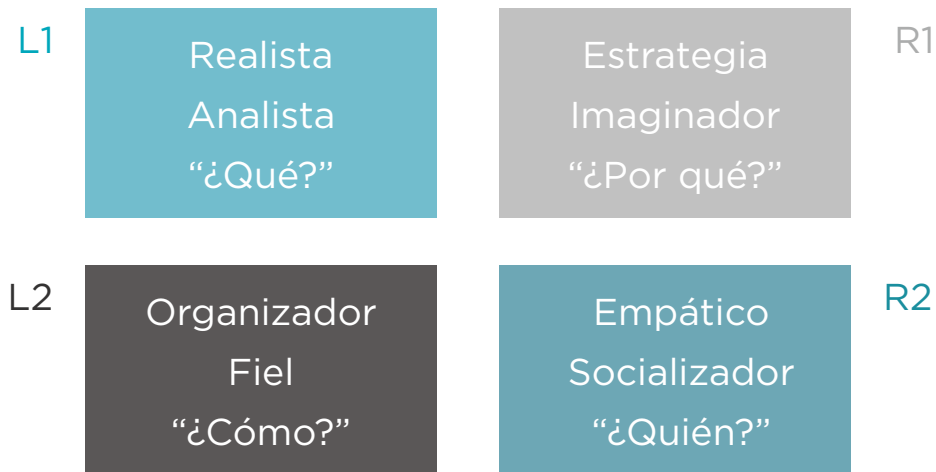 L1
Realista
Analista
“¿Qué?”
R1
Estrategia
Imaginador
“¿Por qué?”
L2
Organizador
Fiel
“¿Cómo?”
R2
Empático
Socializador
“¿Quién?”